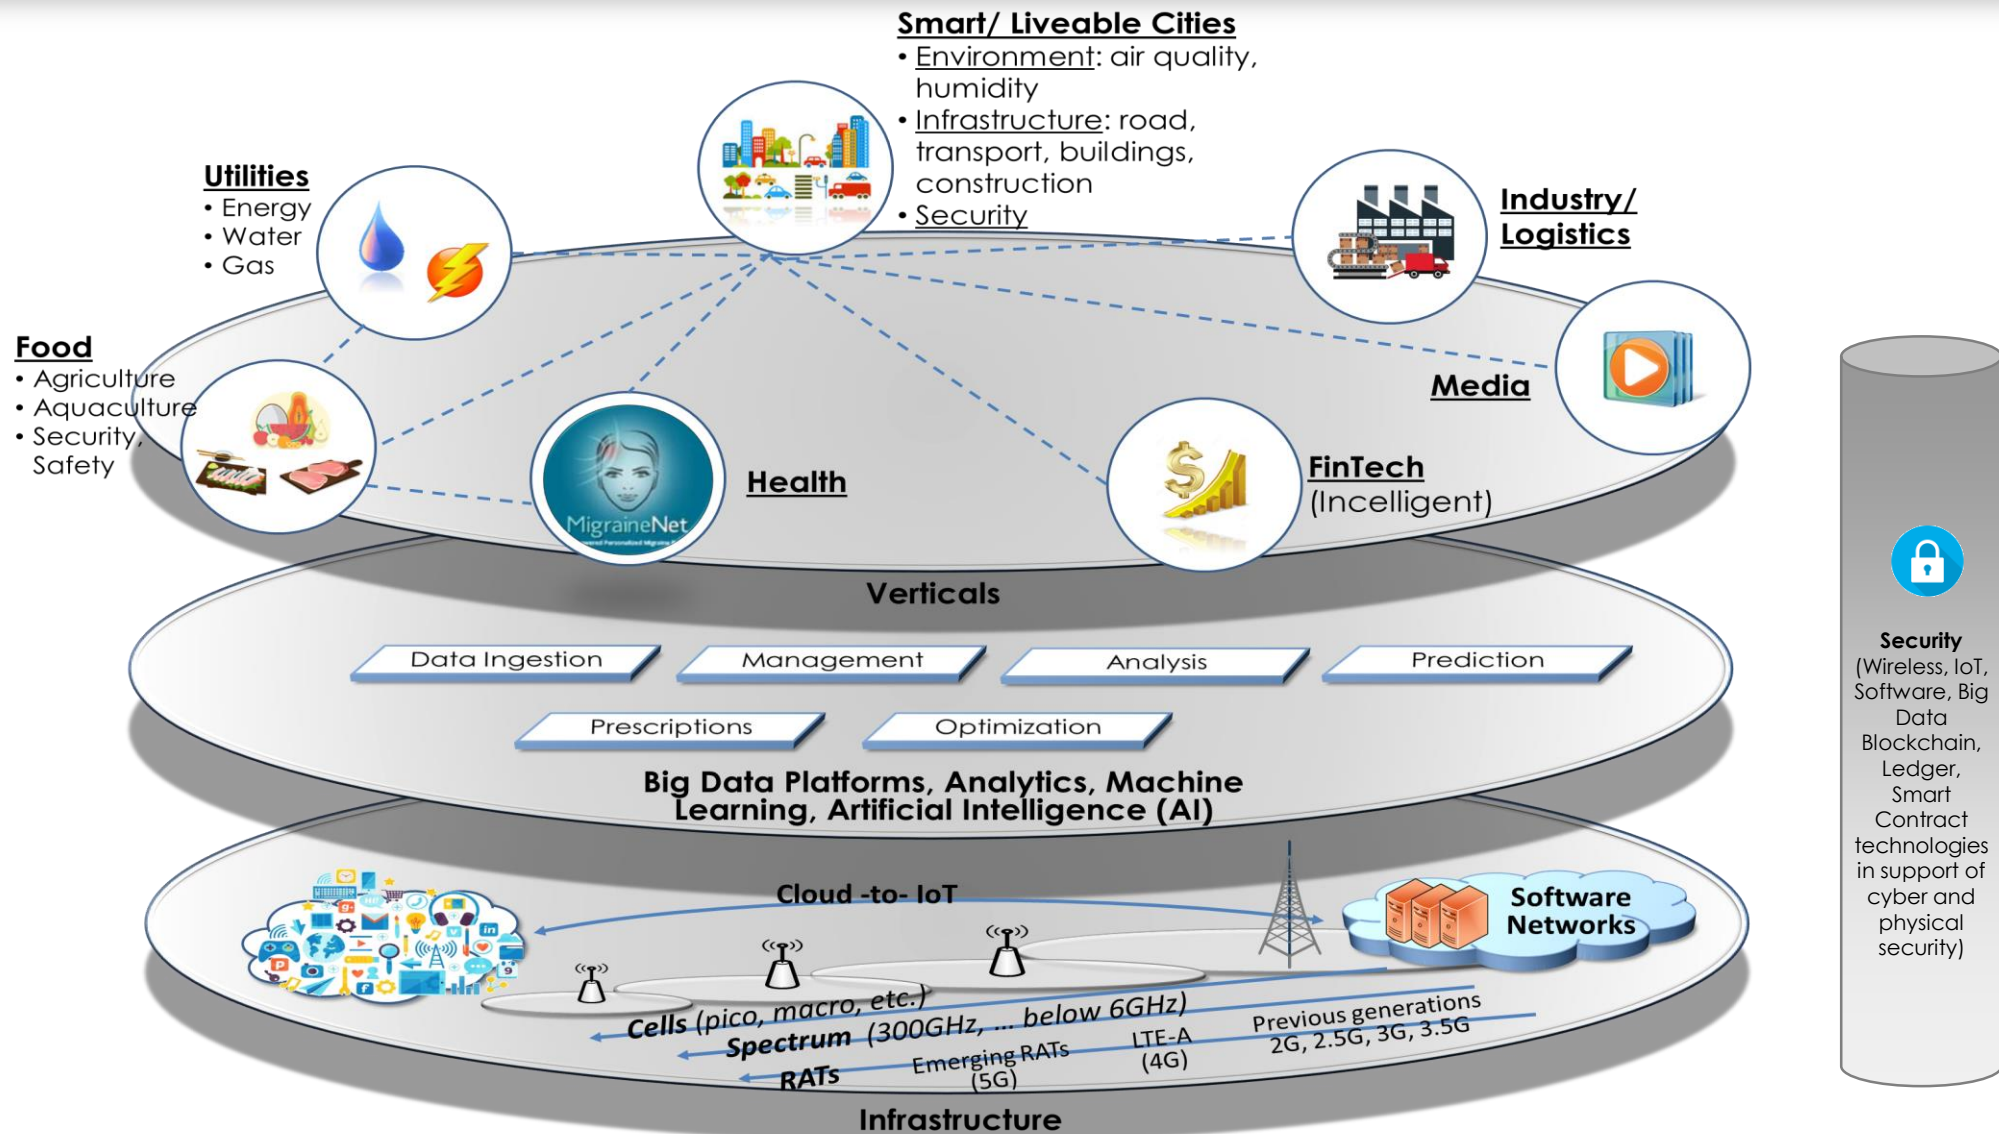 Smart/ Liveable Cities
• Environment: air quality,
humidity
• Infrastructure: road,
transport, buildings,
construction
• Security
Utilities
• Energy
• Water
• Gas
Industry/
Logistics
Food
• Agriculture
• Aquaculture
• Security,
Safety
Media
MigraineNet
Health
FinTech
(Incelligent)
Verticals
Data Ingestion
Management
Analysis
Prediction
Prescriptions
Optimization
Big Data Platforms, Analytics, Machine
Learning, Artificial Intelligence (AI)
Cloud -to- IoT
Software
Networks
Cells (pico, macro, etc.)
Spectrum (300GHz, ... below 6GHz)
RATs
Emerging RATs
(5G)
LTE-A
(4G)
Previous generations
2G, 2.5G, 3G, 3.5G
Infrastructure
Security
(Wireless, IoT,
Software, Big
Data
Blockchain,
Ledger,
Smart
Contract
technologies
in support of
cyber and
physical
security)